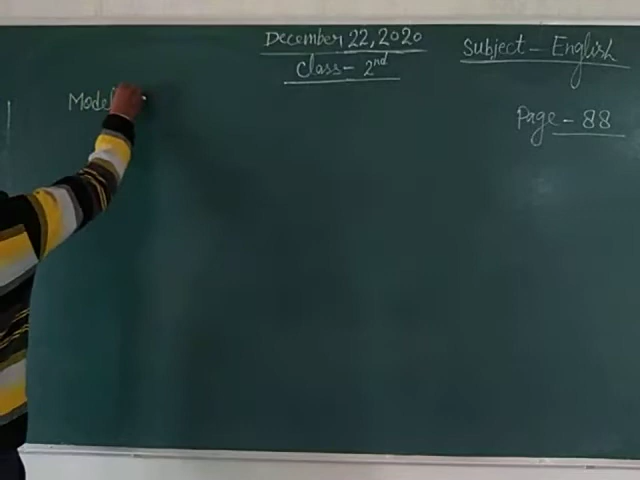 December 22, 2020
Class - 2nd
Subject - English
Page - 88
Model